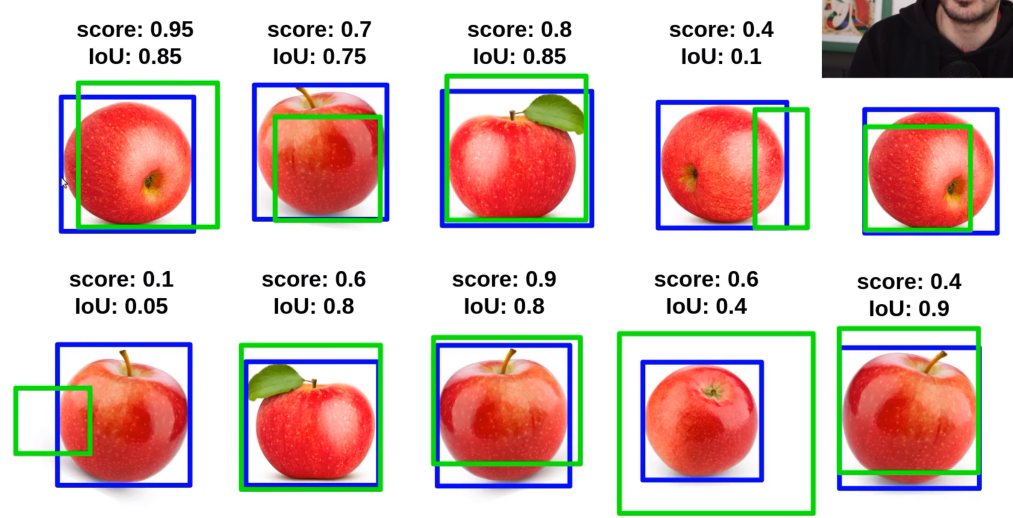 score: 0.95
IoU: 0.85
score: 0.7
IoU: 0.75
score: 0.8
IoU: 0.85
score: 0.4
IoU: 0.1
score: 0.1
IoU: 0.05
score: 0.6
IoU: 0.8
score: 0.9
IoU: 0.8
score: 0.6
IoU: 0.4
score: 0.4
IoU: 0.9